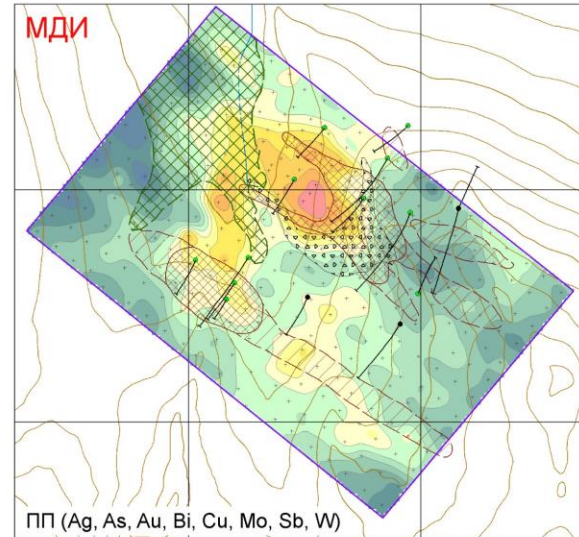 МДИ
ПП (Ag, As, Au, Bi, Cu, Mo, Sb, W)